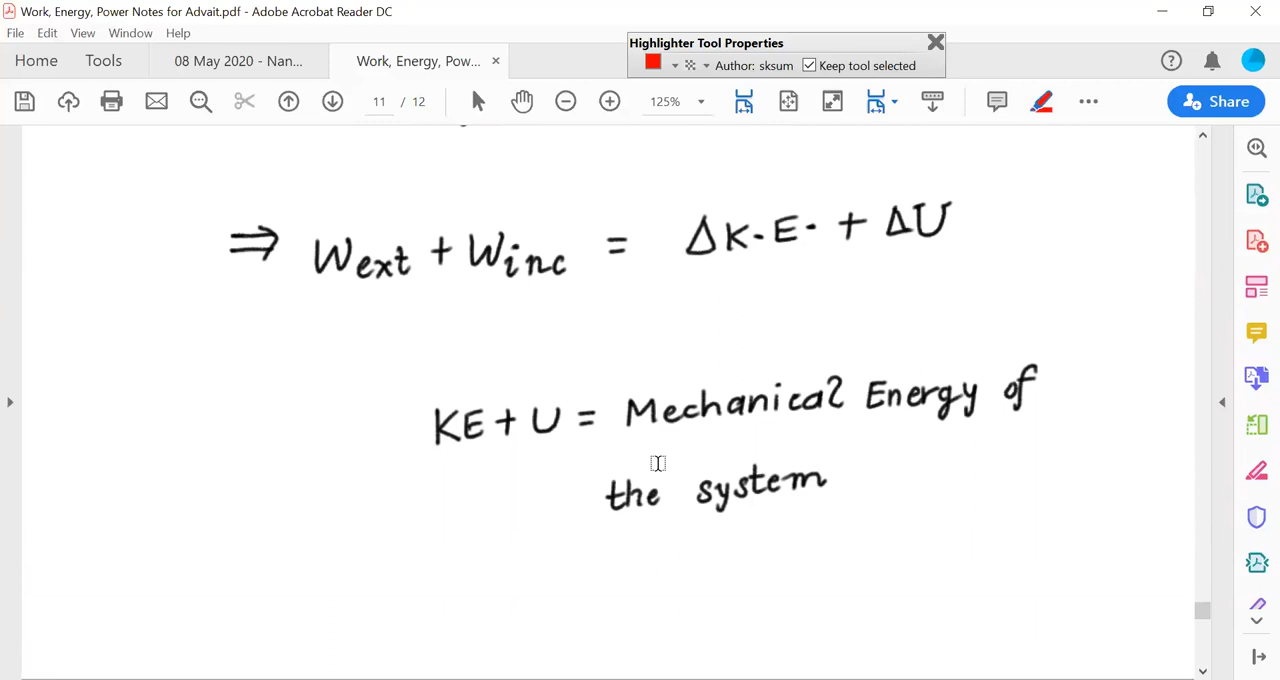 Work, Energy, Power Notes for Advait.pdf - Adobe Acrobat Reader DC
File Edit View Window Help
Home Tools 08 May 2020 - Nan... Work, Energy, Pow... ×
Highlighter Tool Properties
Author: sksum Keep tool selected
11 / 12 125% Share
⇒ Wext + Winc = ΔK.E. + ΔU
KE + U = Mechanical Energy of
the system